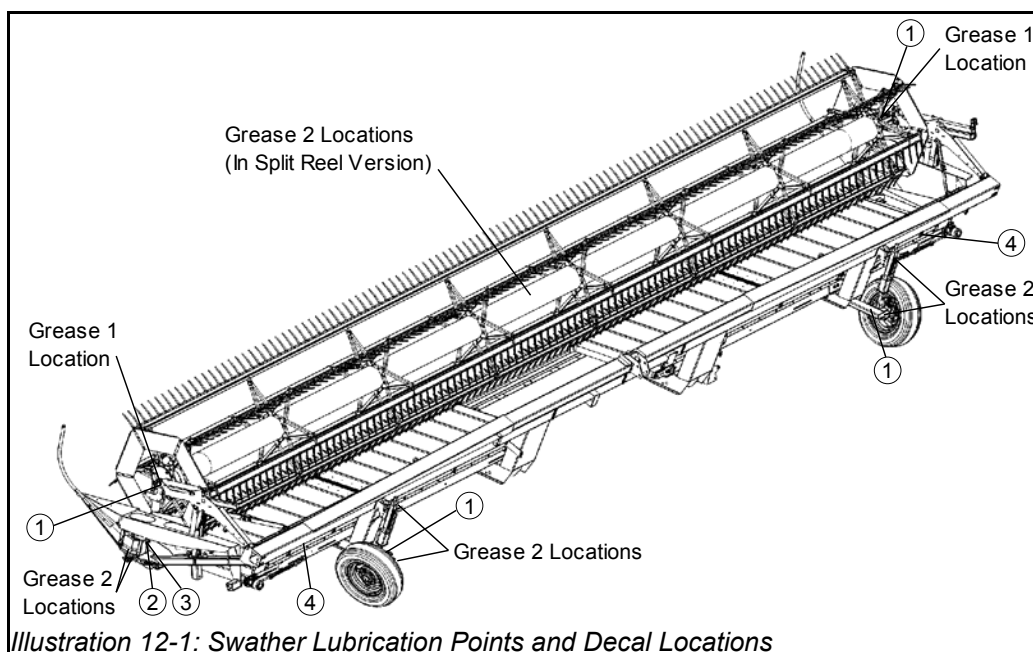 1
Grease 1
Location
Grease 2 Locations
(In Split Reel Version)
4
Grease 2
Locations
1
Grease 1
Location
1
1
Grease 2 Locations
Grease 2
Locations
2
3
4
Illustration 12-1: Swather Lubrication Points and Decal Locations